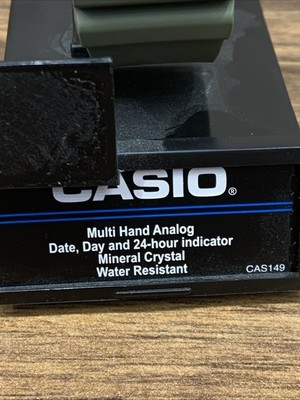 CASIO®
Multi Hand Analog
Date, Day and 24-hour indicator
Mineral Crystal
Water Resistant
CAS149